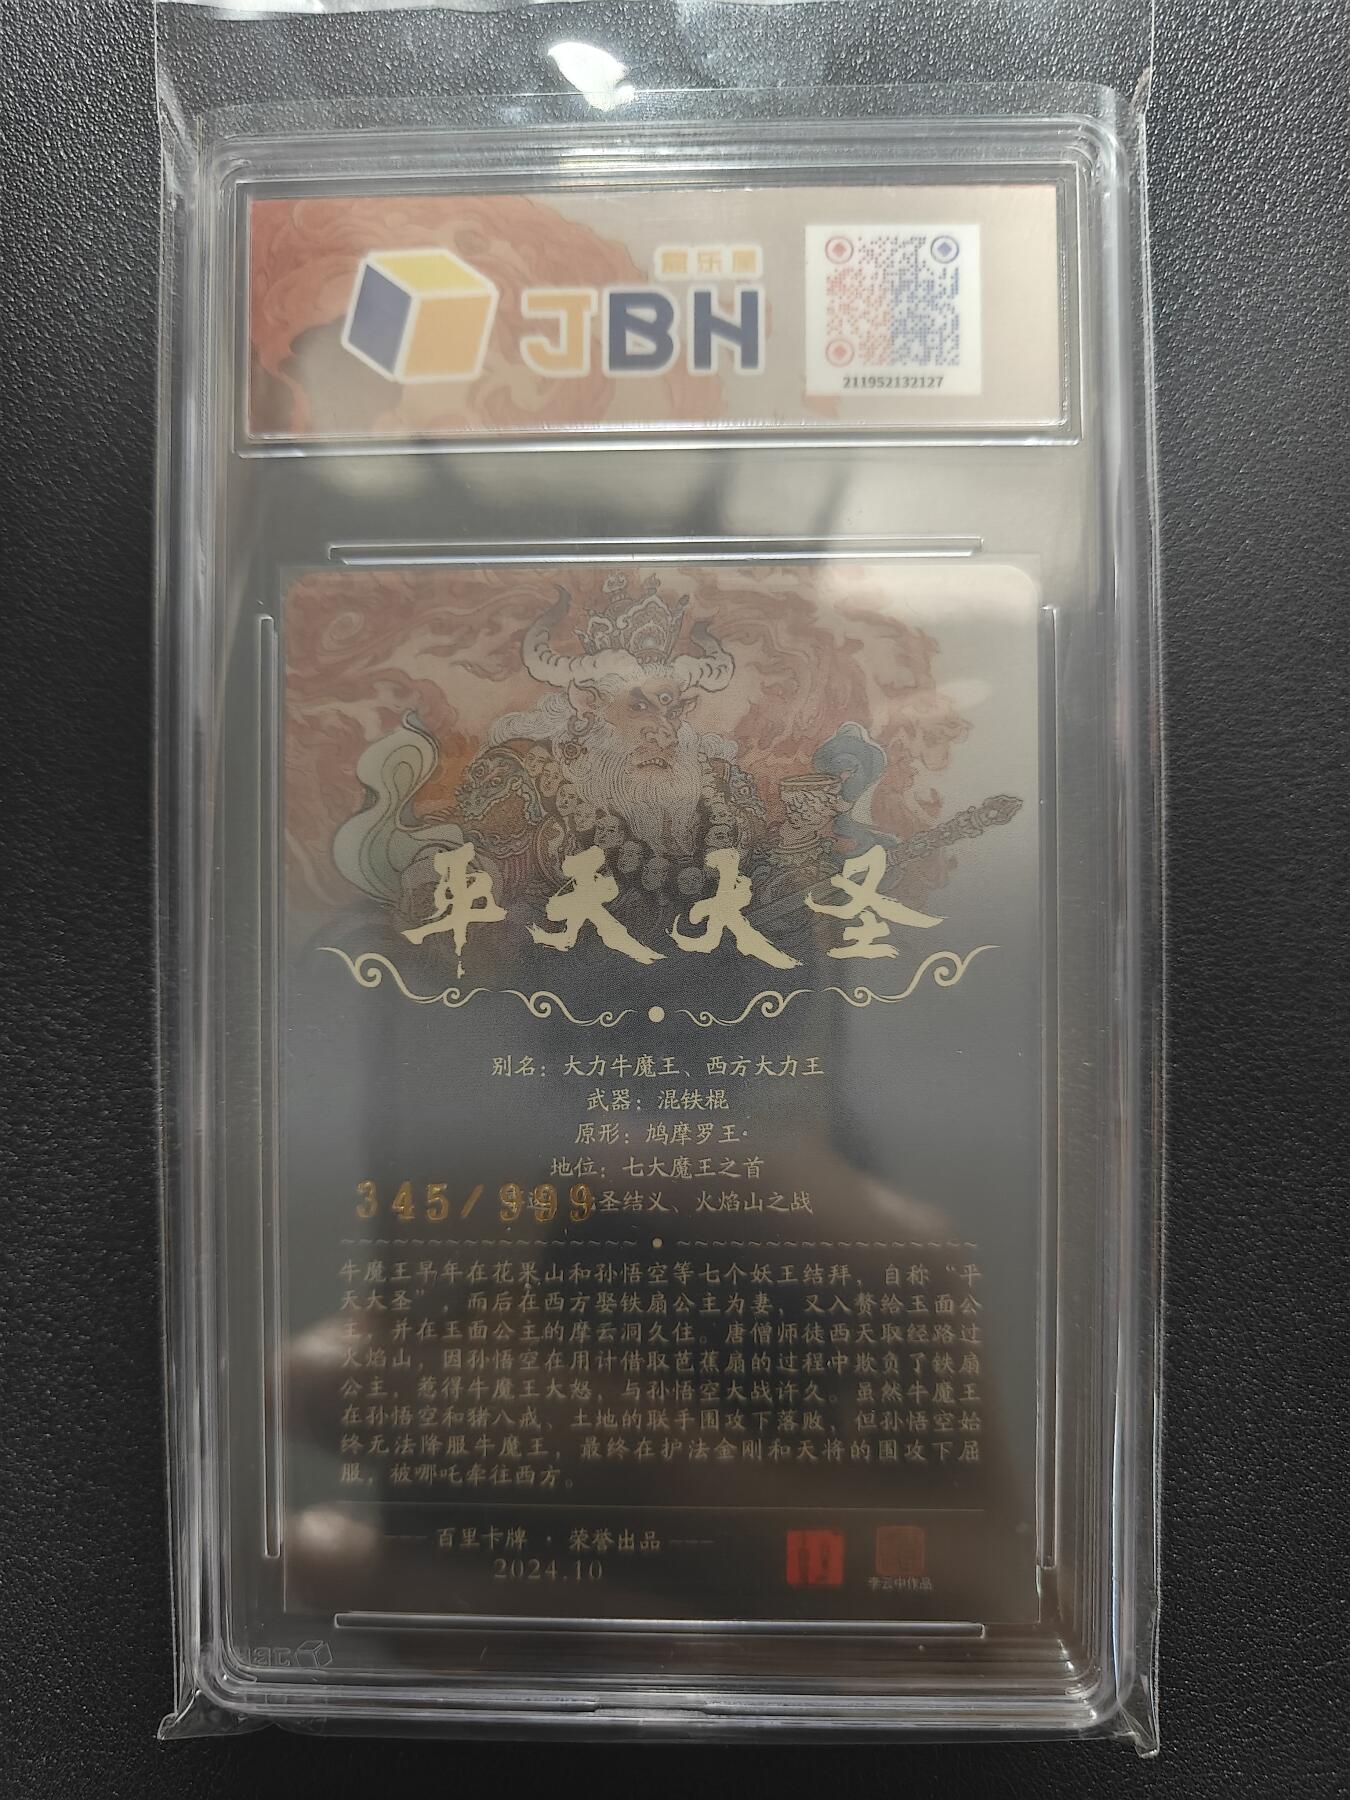 盒乐属
JBH
211952132127
平天大圣
别名：大力牛魔王、西方大力王
武器：混铁棍
原形：鸠摩罗王
地位：七大魔王之首
圣结义、火焰山之战
345/999
牛魔王早年在花果山和孙悟空等七个妖王结拜，自称“平
天大圣”，而后在西方娶铁扇公主为妻，又入赘给玉面公
主，并在玉面公主的摩云洞久住。唐僧师徒西天取经路过
火焰山，因孙悟空在用计借取芭蕉扇的过程中欺负了铁扇
公主，惹得牛魔王大怒，与孙悟空大战许久。虽然牛魔王
在孙悟空和猪八戒、土地的联手围攻下落败，但孙悟空始
终无法降服牛魔王，最终在护法金刚和天将的围攻下屈
服，被哪吒牵往西方。
百里卡牌 · 荣誉出品
2024.10
李云中作品
JBH